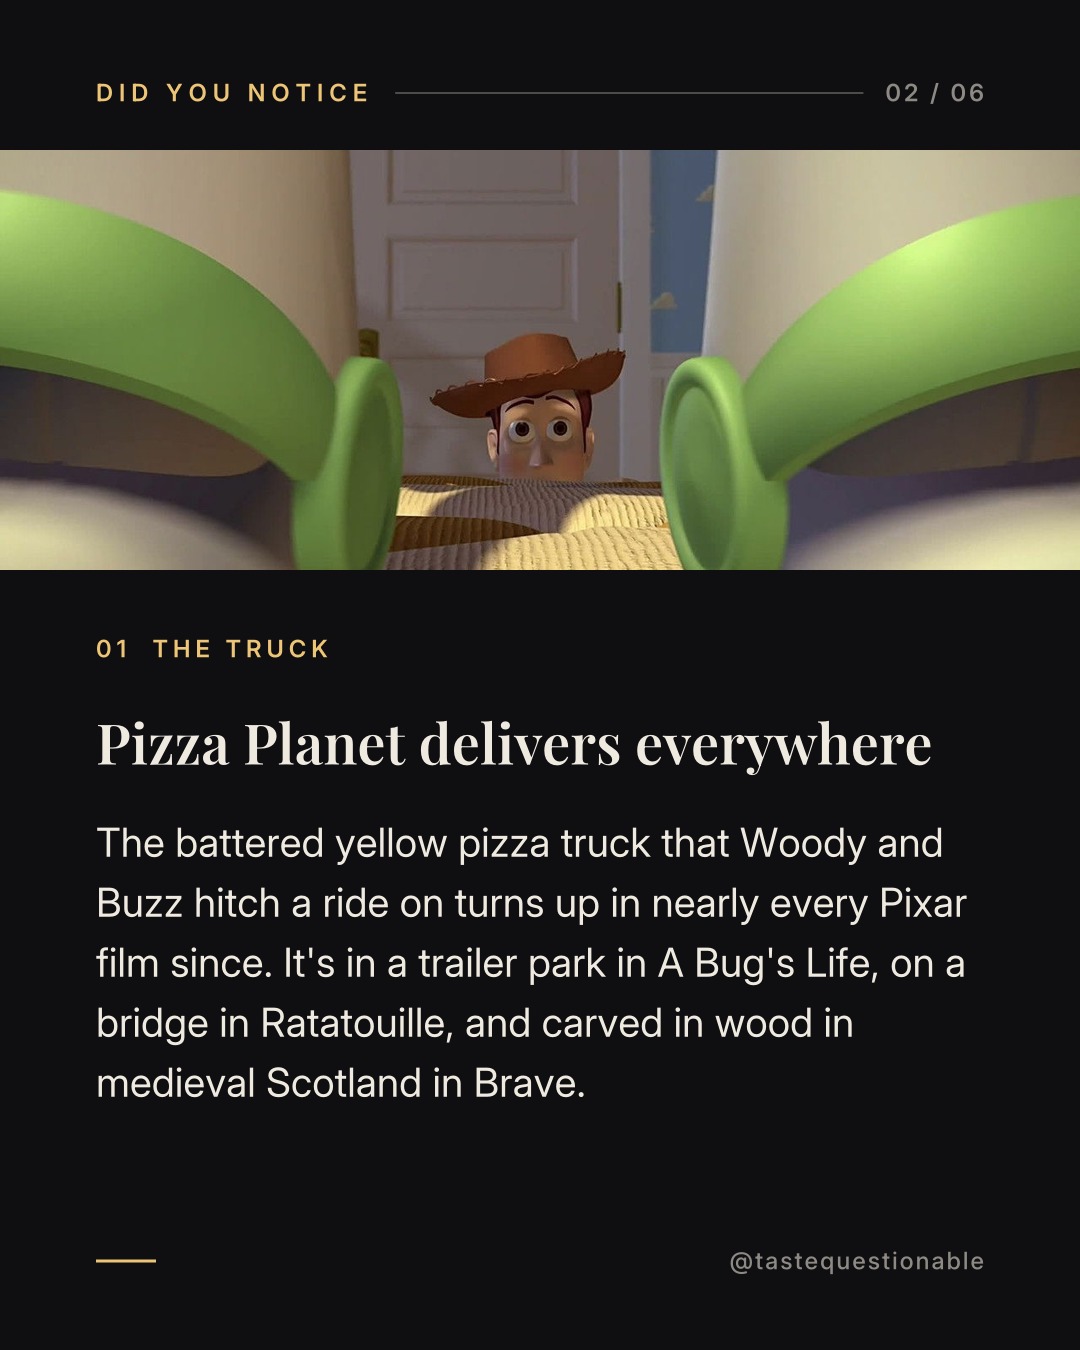 DID YOU NOTICE
02 / 06
01 THE TRUCK
Pizza Planet delivers everywhere
The battered yellow pizza truck that Woody and
Buzz hitch a ride on turns up in nearly every Pixar
film since. It's in a trailer park in A Bug's Life, on a
bridge in Ratatouille, and carved in wood in
medieval Scotland in Brave.
@tastequestionable